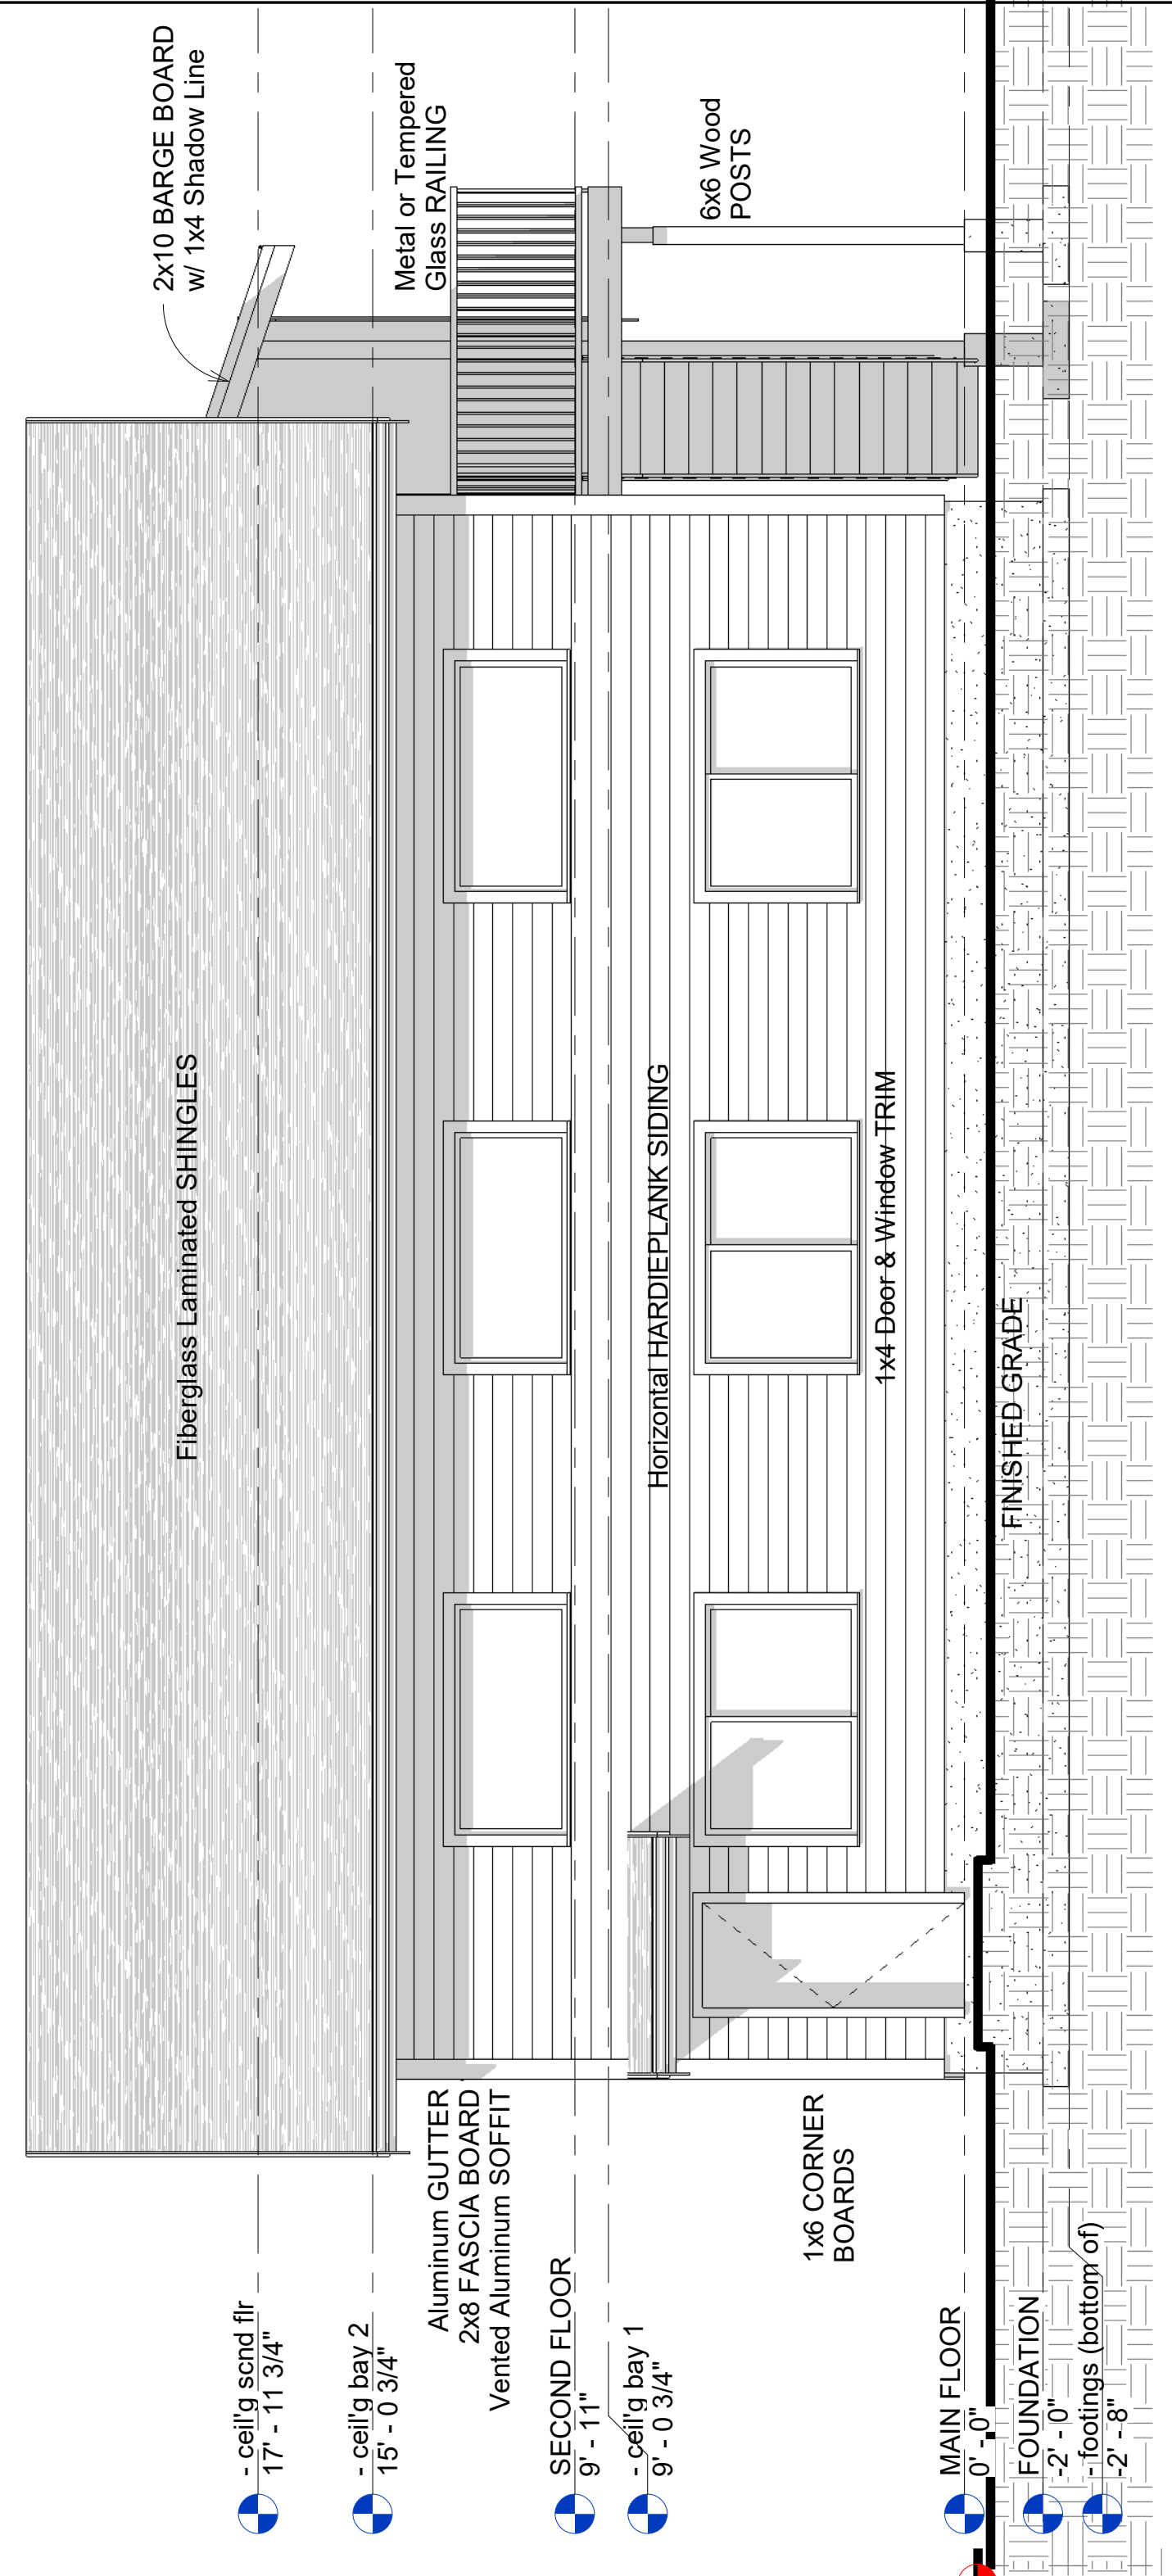 2x10 BARGE BOARD
w/ 1x4 Shadow Line
Metal or Tempered
Glass RAILING
6x6 Wood
POSTS
Fiberglass Laminated SHINGLES
Horizontal HARDIEPLANK SIDING
1x4 Door & Window TRIM
FINISHED GRADE
Aluminum GUTTER
2x8 FASCIA BOARD
Vented Aluminum SOFFIT
1x6 CORNER
BOARDS
- ceil'g scnd flr
17' - 11 3/4"
- ceil'g bay 2
15' - 0 3/4"
SECOND FLOOR
9' - 11"
- ceil'g bay 1
9' - 0 3/4"
MAIN FLOOR
0' - 0"
FOUNDATION
-2' - 0"
- footings (bottom of)
-2' - 8"